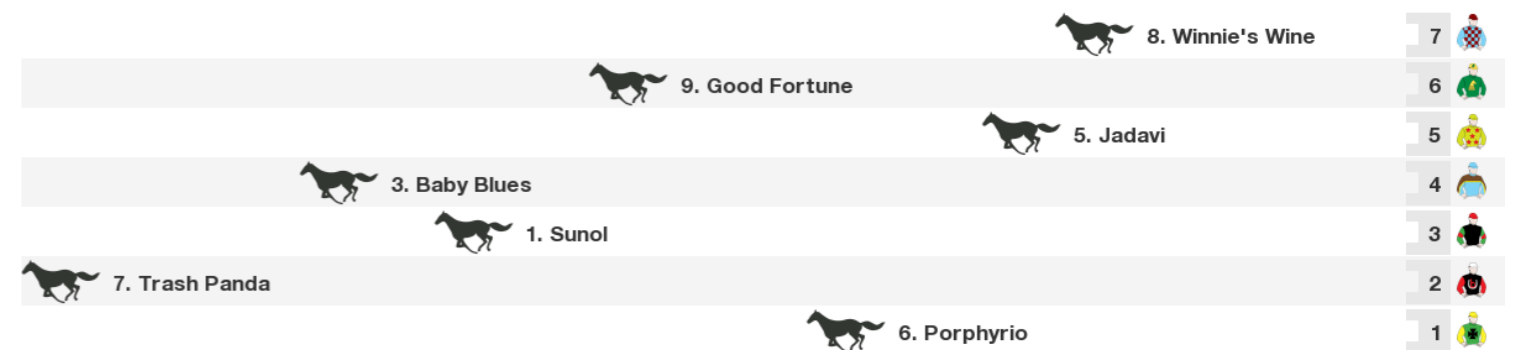 8. Winnie's Wine 7
9. Good Fortune 6
5. Jadavi 5
3. Baby Blues 4
1. Sunol 3
7. Trash Panda 2
6. Porphyrio 1